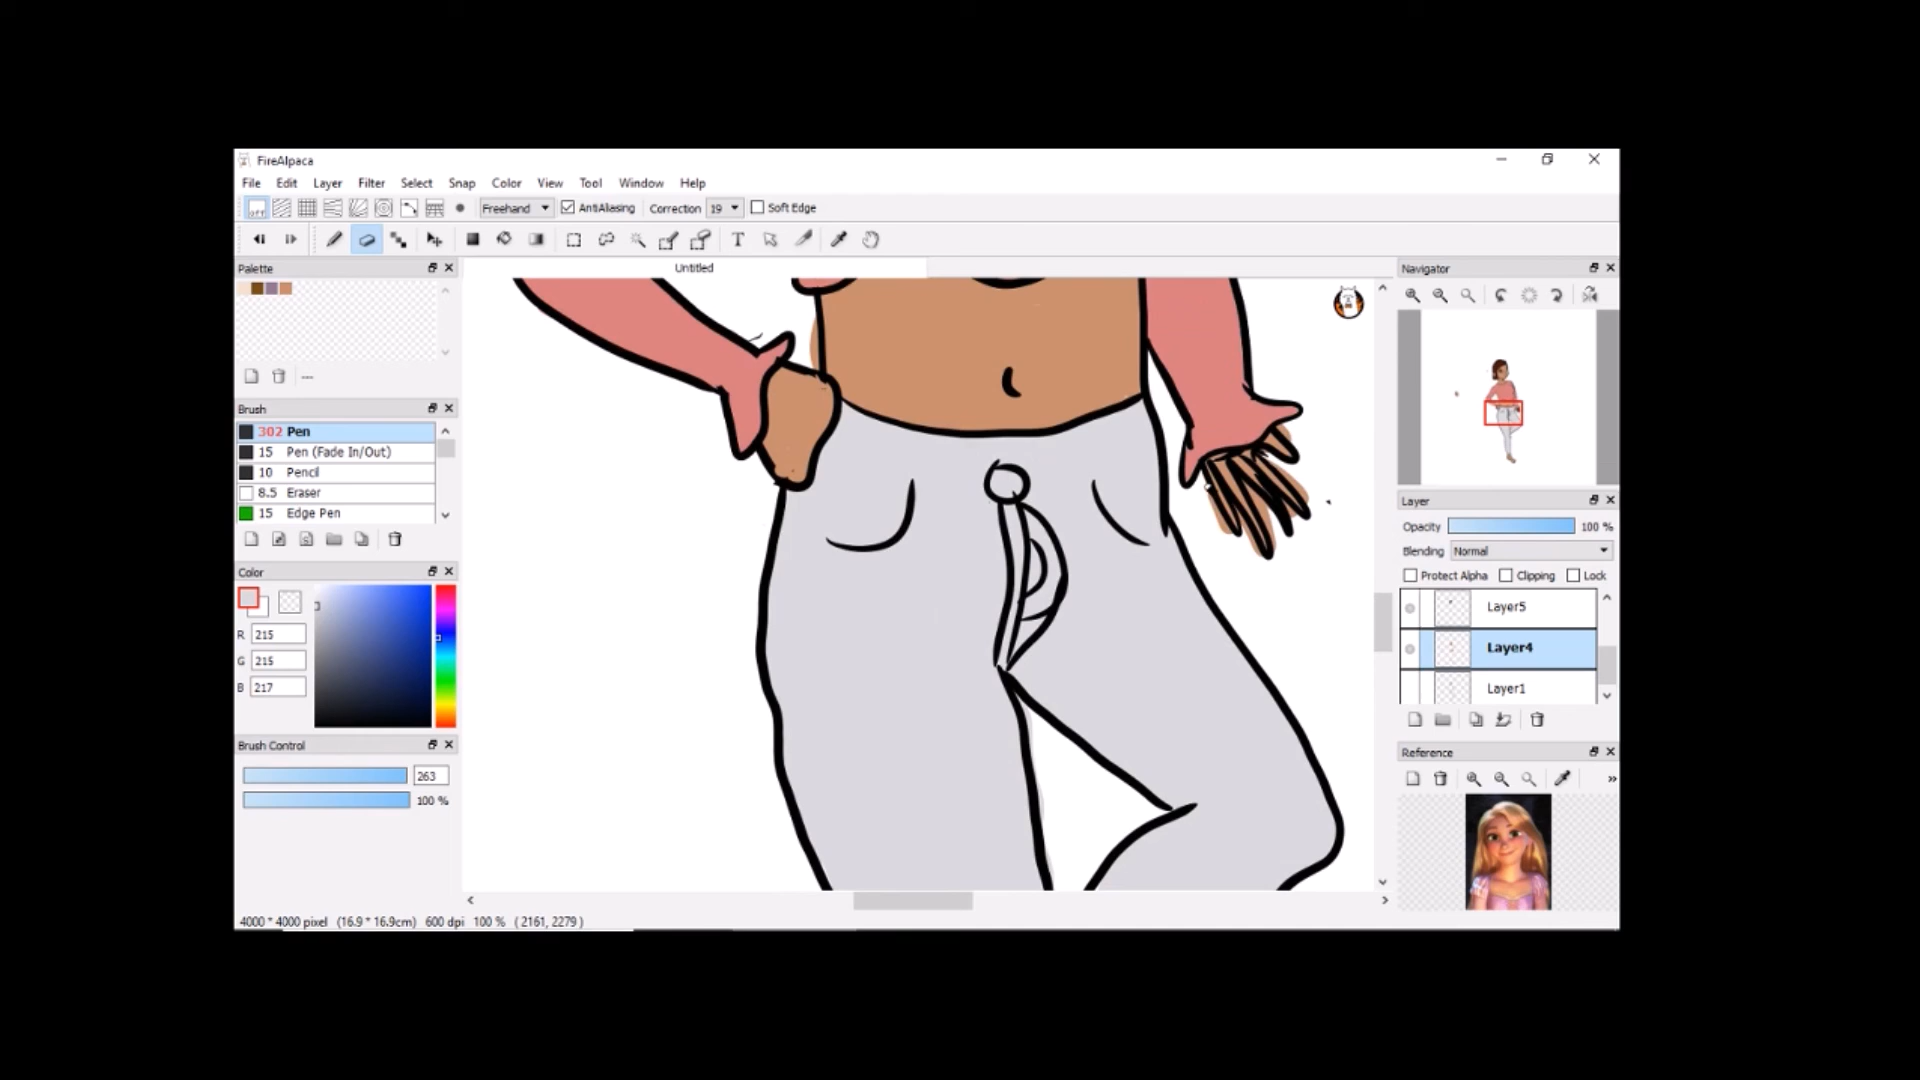 FireAlpaca
File Edit Layer Filter Select Snap Color View Tool Window Help
OFF Freehand AntiAliasing Correction 19 Soft Edge
T
Palette
Untitled
Navigator
---
Brush
302 Pen
15 Pen (Fade In/Out)
10 Pencil
8.5 Eraser
15 Edge Pen
Color
R 215
G 215
B 217
Brush Control
263
100 %
Layer
Opacity 100 %
Blending Normal
Protect Alpha Clipping Lock
Layer5
Layer4
Layer1
Reference
»
4000 * 4000 pixel (16.9 * 16.9cm) 600 dpi 100 % ( 2161, 2279 )